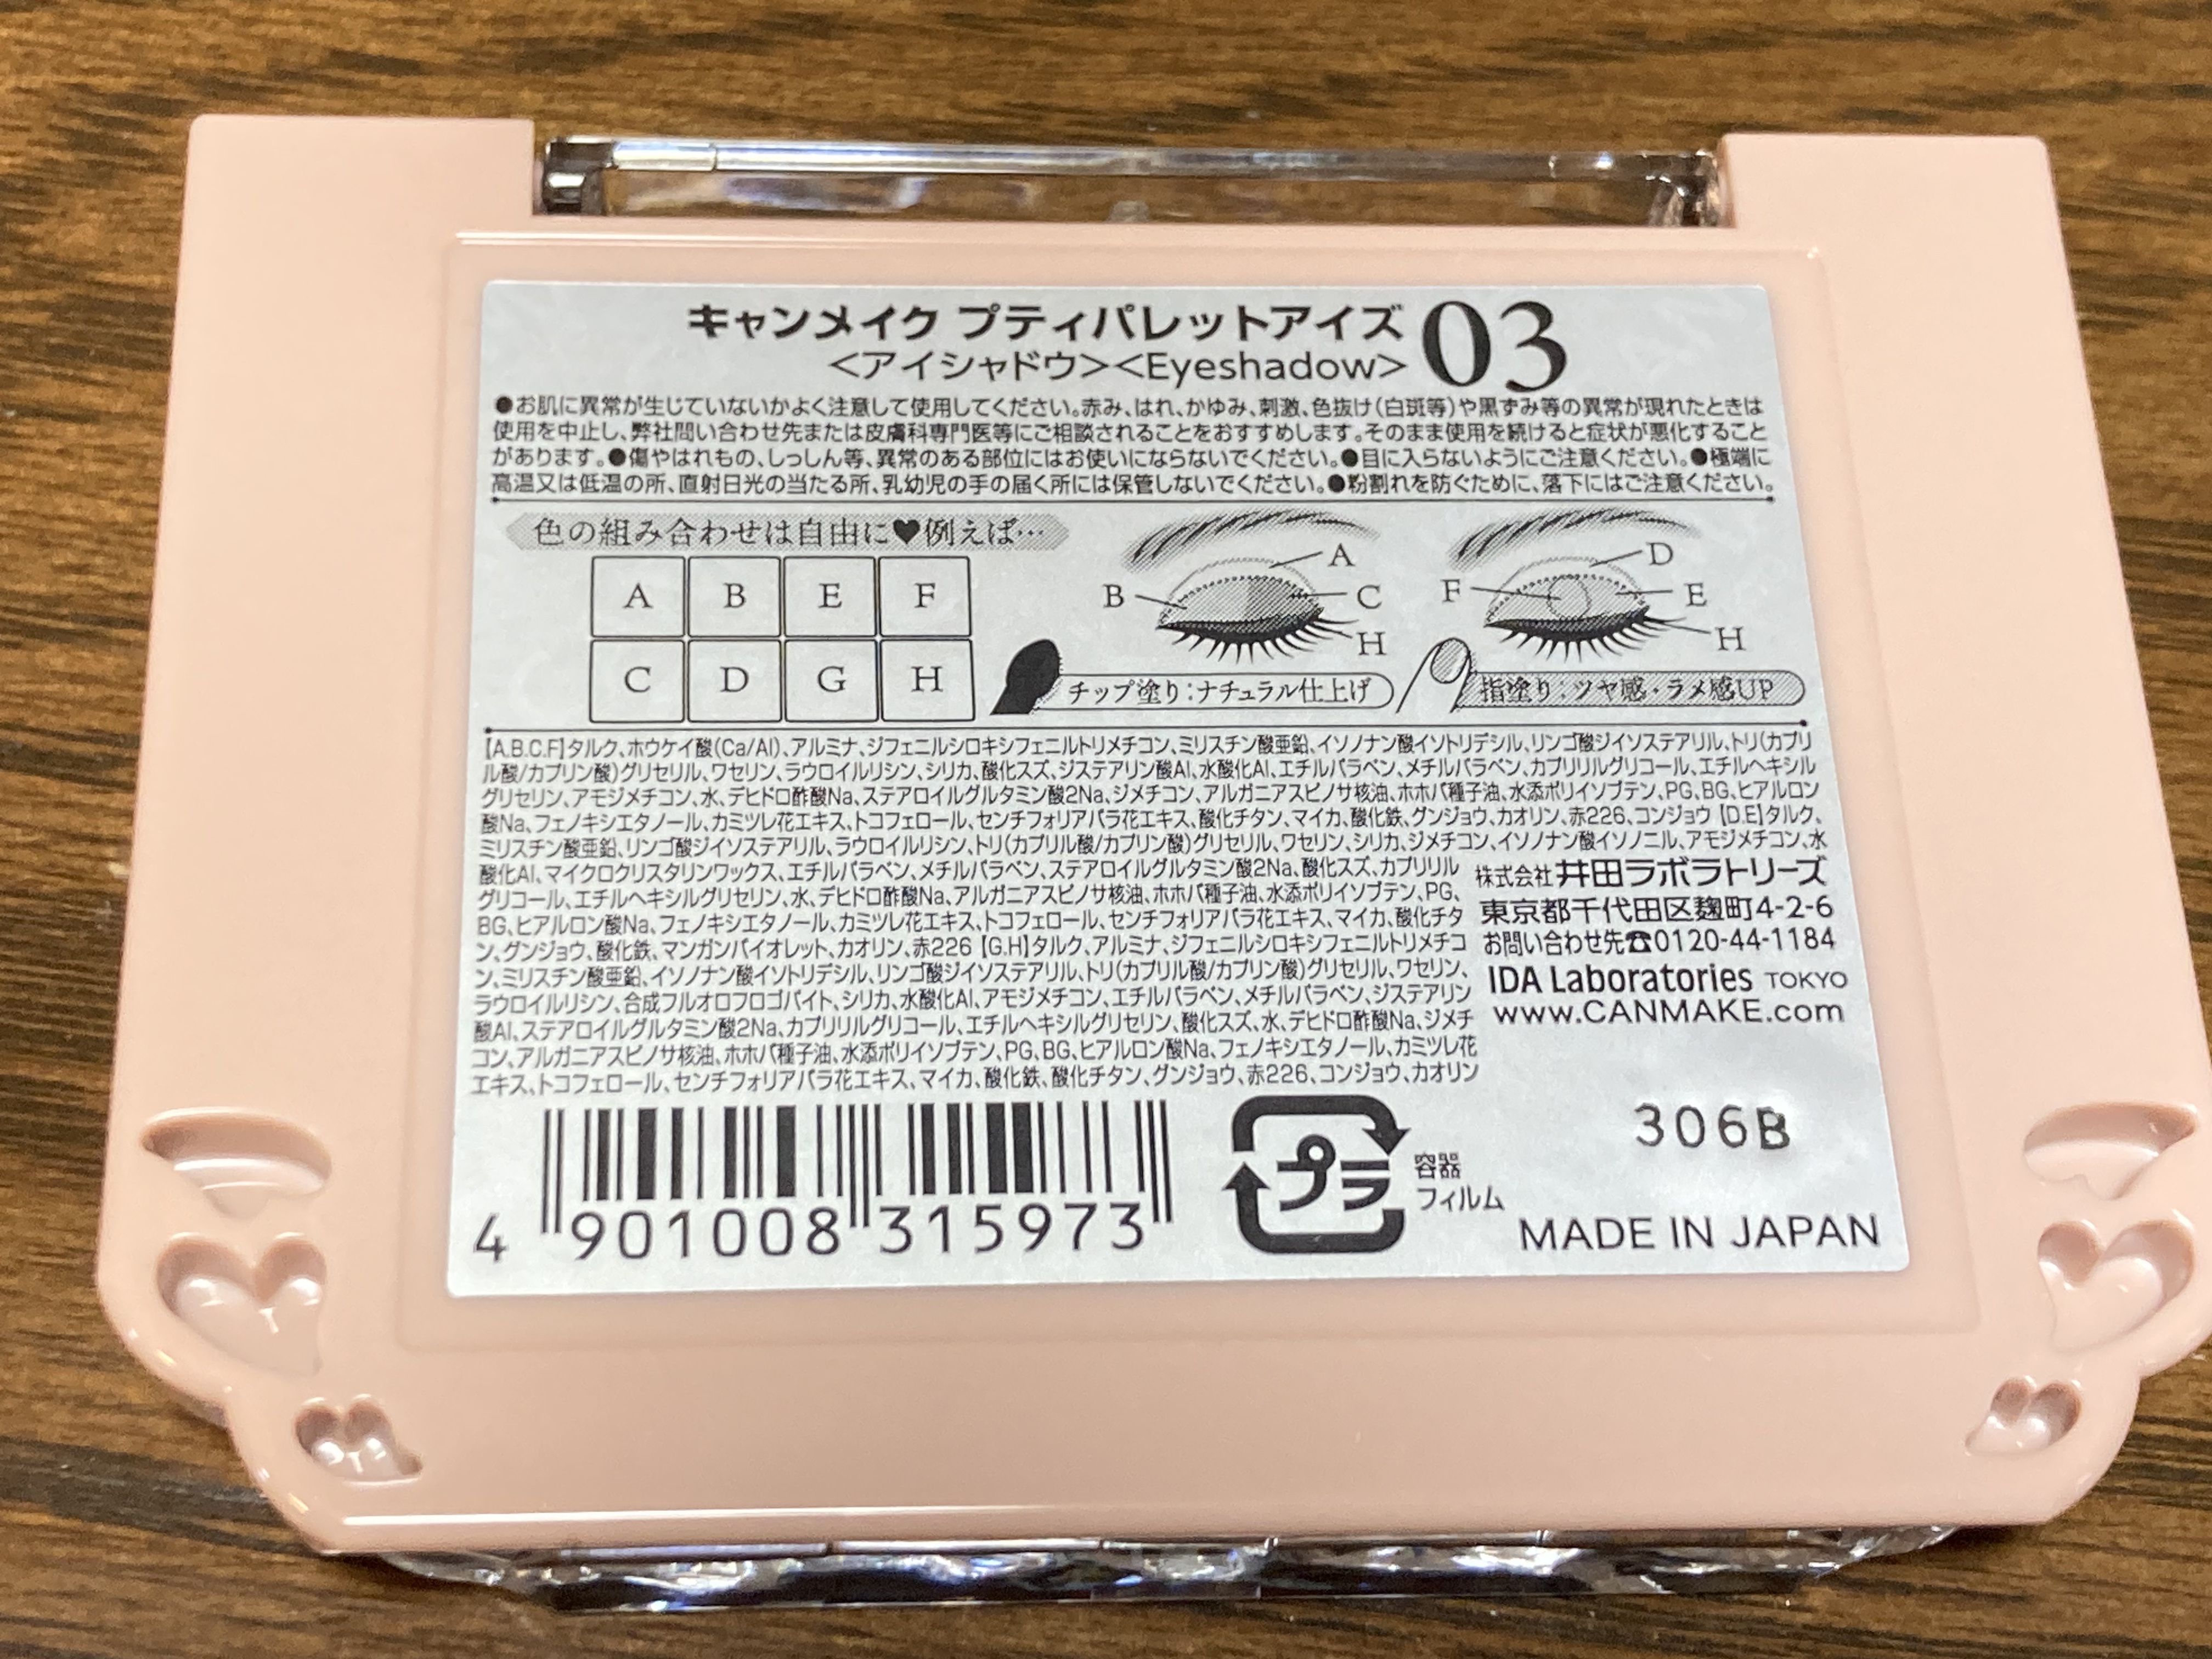 キャンメイク プティパレットアイズ 03
<アイシャドウ><Eyeshadow>
●お肌に異常が生じていないかよく注意して使用してください。赤み、はれ、かゆみ、刺激、色抜け(白斑等)や黒ずみ等の異常が現れたときは
使用を中止し、弊社問い合わせ先または皮膚科専門医等にご相談されることをおすすめします。そのまま使用を続けると症状が悪化すること
があります。●傷やはれもの、しっしん等、異常のある部位にはお使いにならないでください。●目に入らないようにご注意ください。●極端に
高温又は低温の所、直射日光の当たる所、乳幼児の手の届く所には保管しないでください。●粉割れを防ぐために、落下にはご注意ください。
色の組み合わせは自由に♥例えば…
A B E F
C D G H
A
B
C
H
チップ塗り:ナチュラル仕上げ
D
F
E
H
指塗り:ツヤ感・ラメ感UP
【A.B.C.F】タルク、ホウケイ酸(Ca/Al)、アルミナ、ジフェニルシロキシフェニルトリメチコン、ミリスチン酸亜鉛、イソノナン酸イソトリデシル、リンゴ酸ジイソステアリル、トリ(カプリ
ル酸/カプリン酸)グリセリル、ワセリン、ラウロイルリシン、シリカ、酸化スズ、ジステアリン酸Al、水酸化Al、エチルパラベン、メチルパラベン、カプリリルグリコール、エチルヘキシル
グリセリン、アモジメチコン、水、デヒドロ酢酸Na、ステアロイルグルタミン酸2Na、ジメチコン、アルガニアスピノサ核油、ホホバ種子油、水添ポリイソブテン、PG、BG、ヒアルロン
酸Na、フェノキシエタノール、カミツレ花エキス、トコフェロール、センチフォリアバラ花エキス、酸化チタン、マイカ、酸化鉄、グンジョウ、カオリン、赤226、コンジョウ 【D.E】タルク、
ミリスチン酸亜鉛、リンゴ酸ジイソステアリル、ラウロイルリシン、トリ(カプリル酸/カプリン酸)グリセリル、ワセリン、シリカ、ジメチコン、イソノナン酸イソノニル、アモジメチコン、水
酸化Al、マイクロクリスタリンワックス、エチルパラベン、メチルパラベン、ステアロイルグルタミン酸2Na、酸化スズ、カプリリル
グリコール、エチルヘキシルグリセリン、水、デヒドロ酢酸Na、アルガニアスピノサ核油、ホホバ種子油、水添ポリイソブテン、PG、
BG、ヒアルロン酸Na、フェノキシエタノール、カミツレ花エキス、トコフェロール、センチフォリアバラ花エキス、マイカ、酸化チタ
ン、グンジョウ、酸化鉄、マンガンバイオレット、カオリン、赤226 【G.H】タルク、アルミナ、ジフェニルシロキシフェニルトリメチコ
ン、ミリスチン酸亜鉛、イソノナン酸イソトリデシル、リンゴ酸ジイソステアリル、トリ(カプリル酸/カプリン酸)グリセリル、ワセリン、
ラウロイルリシン、合成フルオロフロゴパイト、シリカ、水酸化Al、アモジメチコン、エチルパラベン、メチルパラベン、ジステアリン
酸Al、ステアロイルグルタミン酸2Na、カプリリルグリコール、エチルヘキシルグリセリン、酸化スズ、水、デヒドロ酢酸Na、ジメチ
コン、アルガニアスピノサ核油、ホホバ種子油、水添ポリイソブテン、PG、BG、ヒアルロン酸Na、フェノキシエタノール、カミツレ花
エキス、トコフェロール、センチフォリアバラ花エキス、マイカ、酸化鉄、酸化チタン、グンジョウ、赤226、コンジョウ、カオリン
株式会社井田ラボラトリーズ
東京都千代田区麹町4-2-6
お問い合わせ先☎0120-44-1184
IDA Laboratories TOKYO
www.CANMAKE.com
4 901008 315973
プラ
容器
フィルム
306B
MADE IN JAPAN